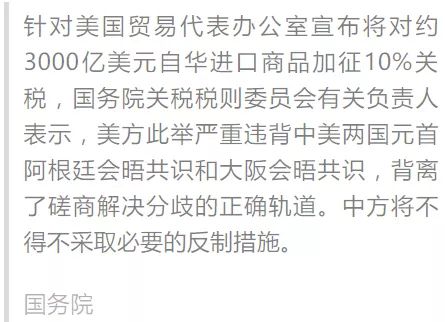 针对美国贸易代表办公室宣布将对约
3000亿美元自华进口商品加征10%关
税，国务院关税税则委员会有关负责人
表示，美方此举严重违背中美两国元首
阿根廷会晤共识和大阪会晤共识，背离
了磋商解决分歧的正确轨道。中方将不
得不采取必要的反制措施。
国务院